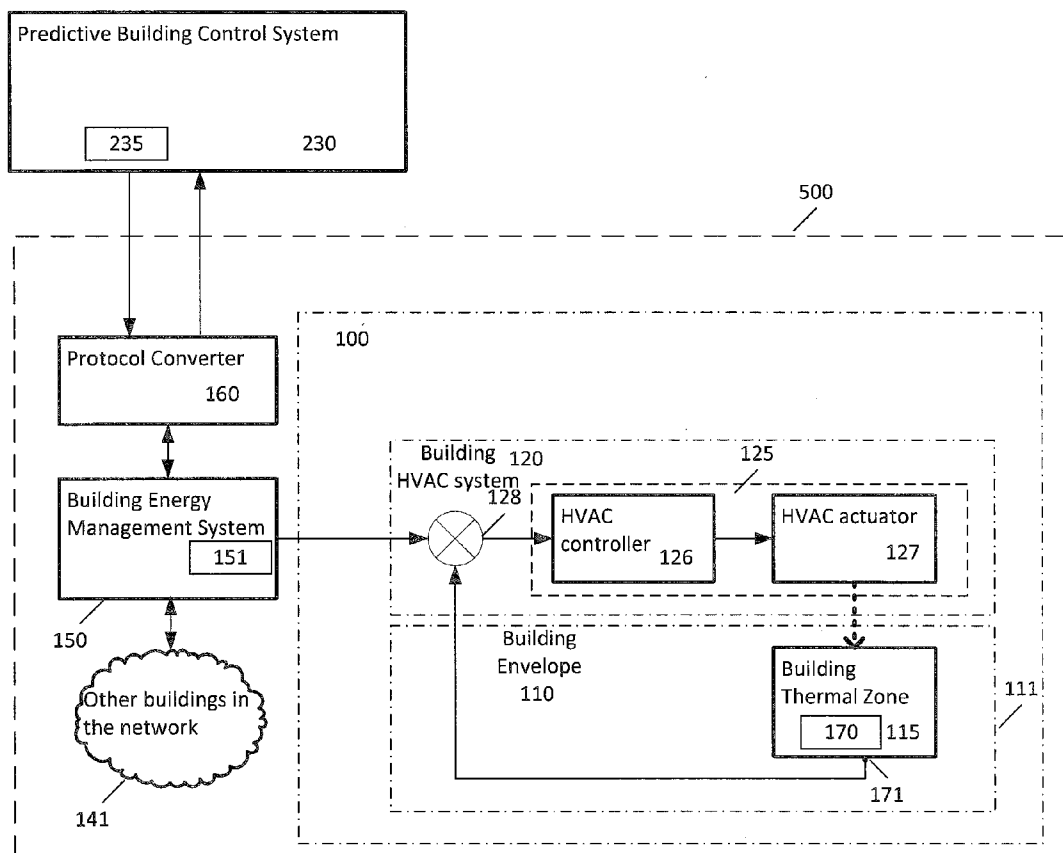 Predictive Building Control System
235
230
500
Protocol Converter
160
100
Building
HVAC system
120
125
128
Building Energy
Management System
151
HVAC
controller
126
HVAC actuator
127
150
Building
Envelope
110
Building
Thermal Zone
170
115
111
Other buildings in
the network
171
141